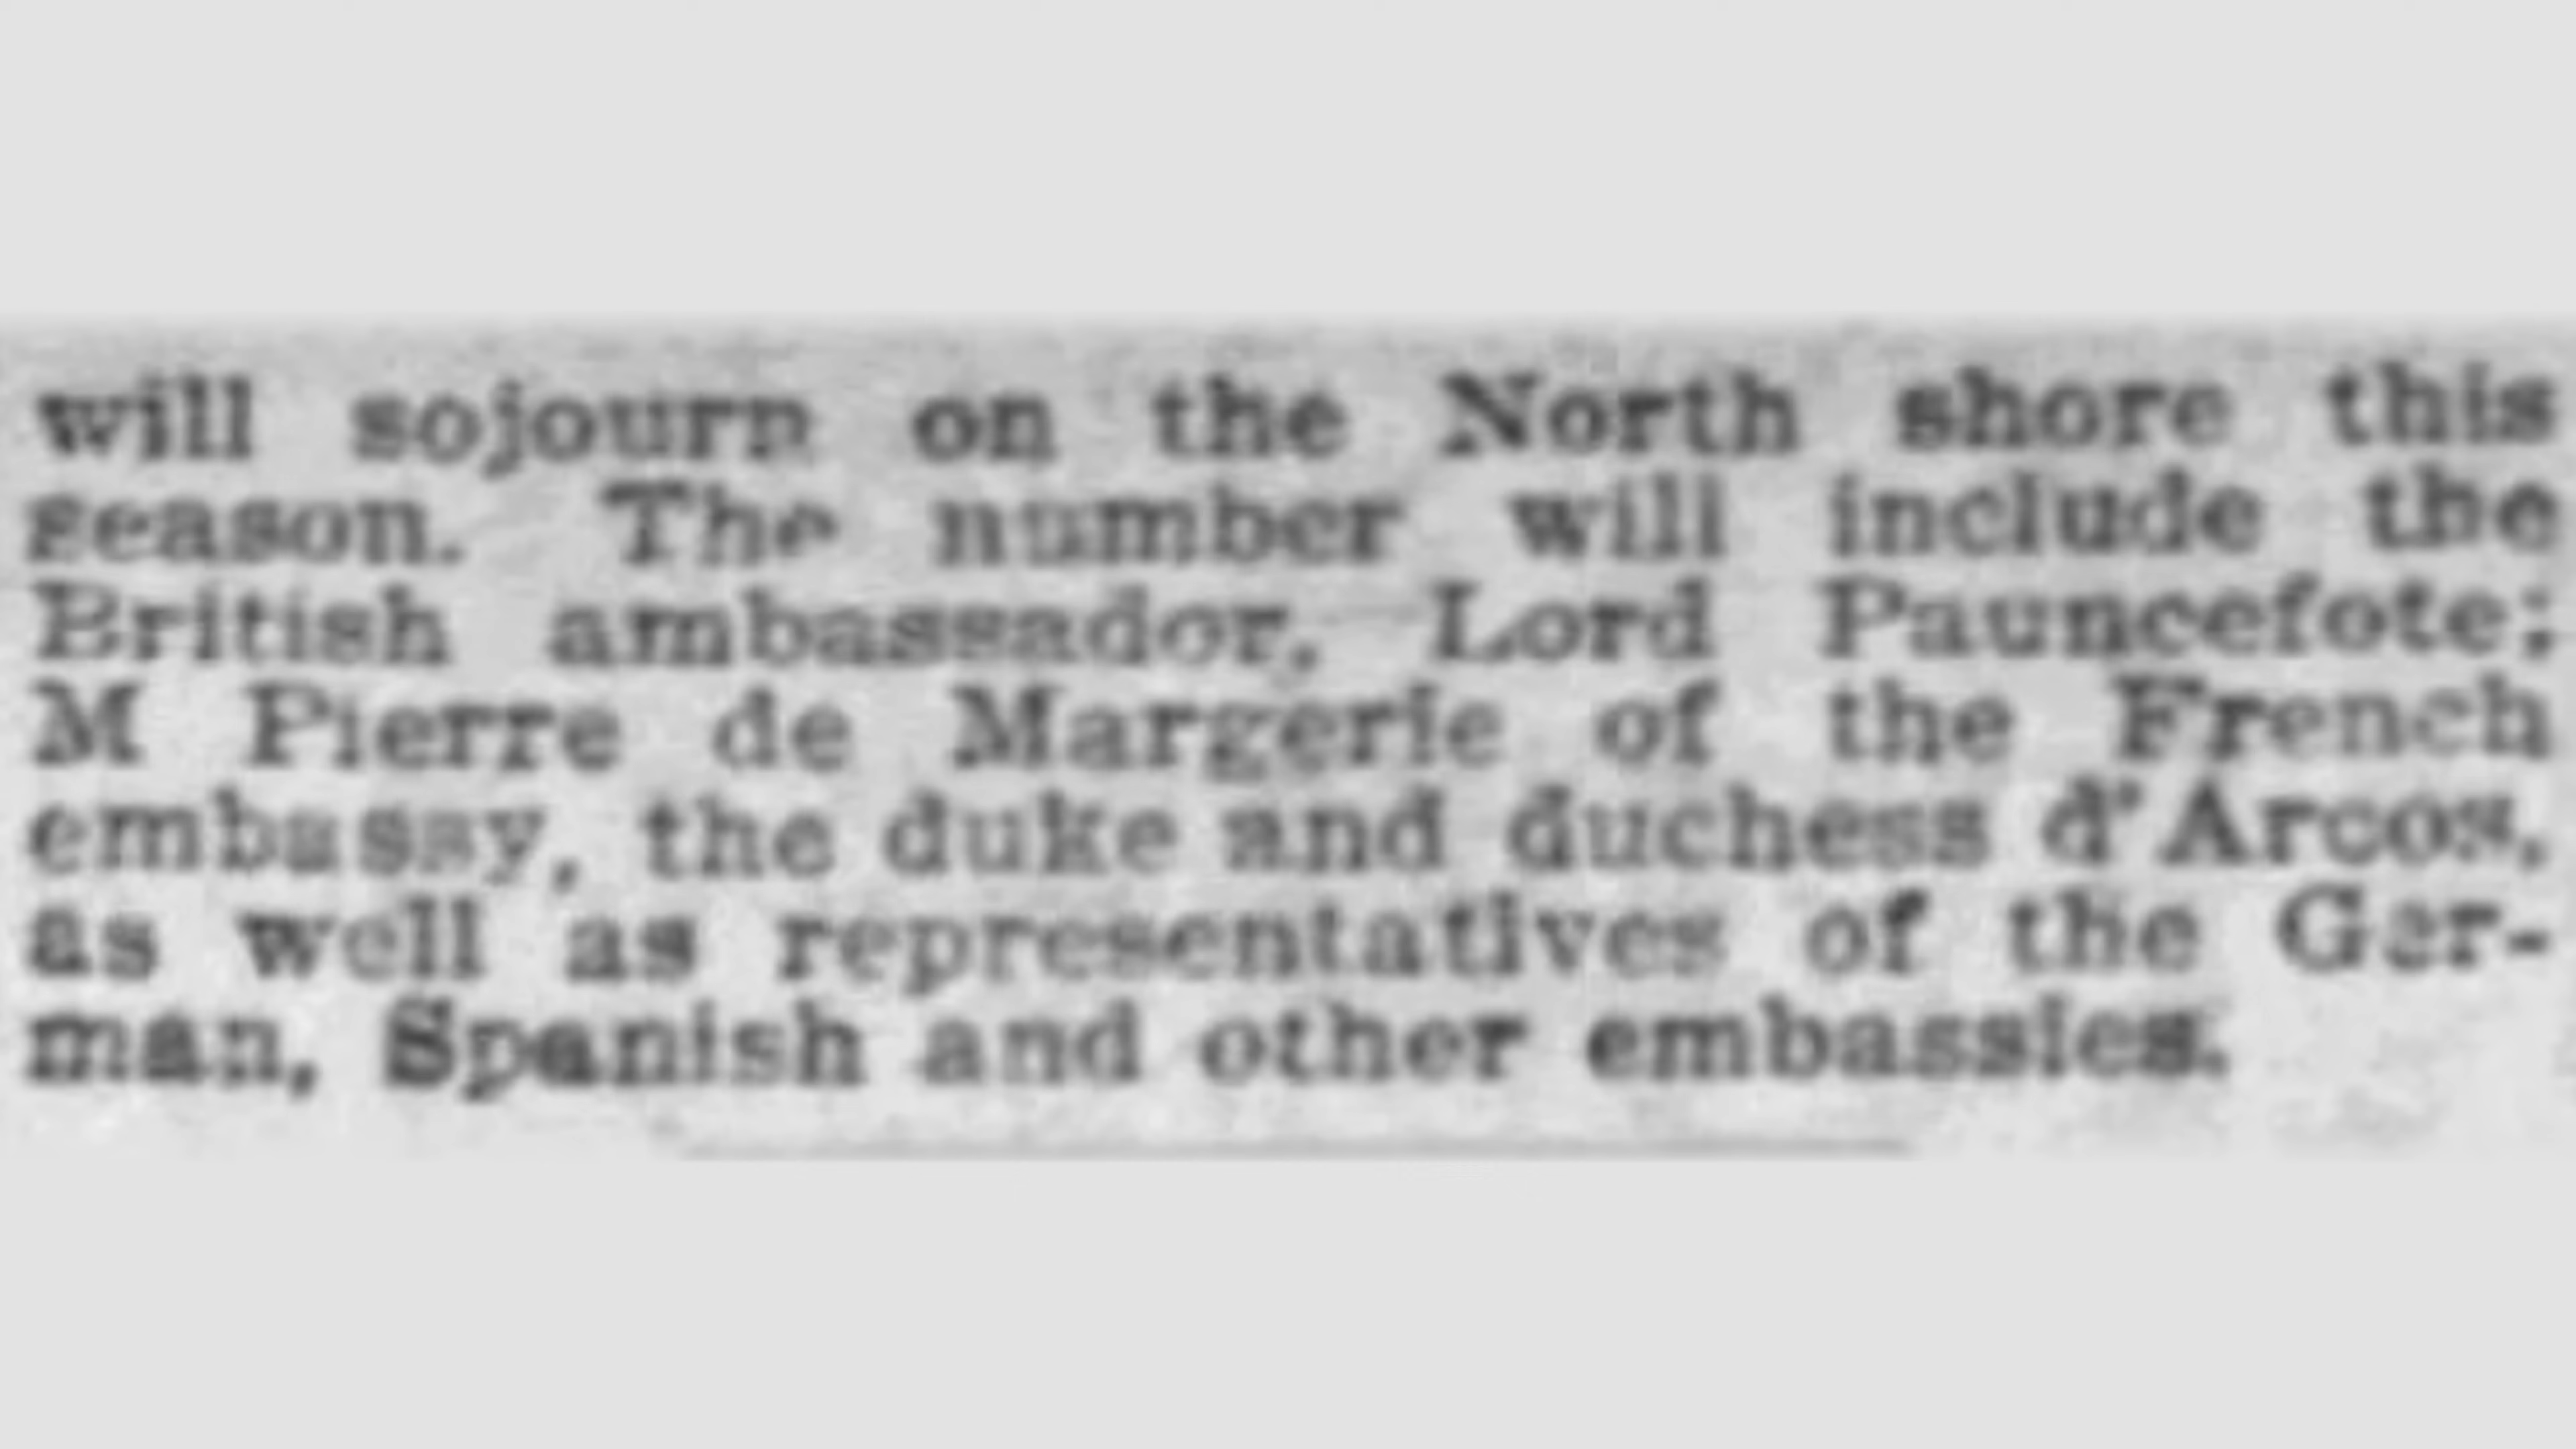 will sojourn on the North shore this
season. The number will include the
British ambassador, Lord Pauncefote;
M Pierre de Margerie of the French
embassy, the duke and duchess d'Arcos,
as well as representatives of the Ger-
man, Spanish and other embassies.